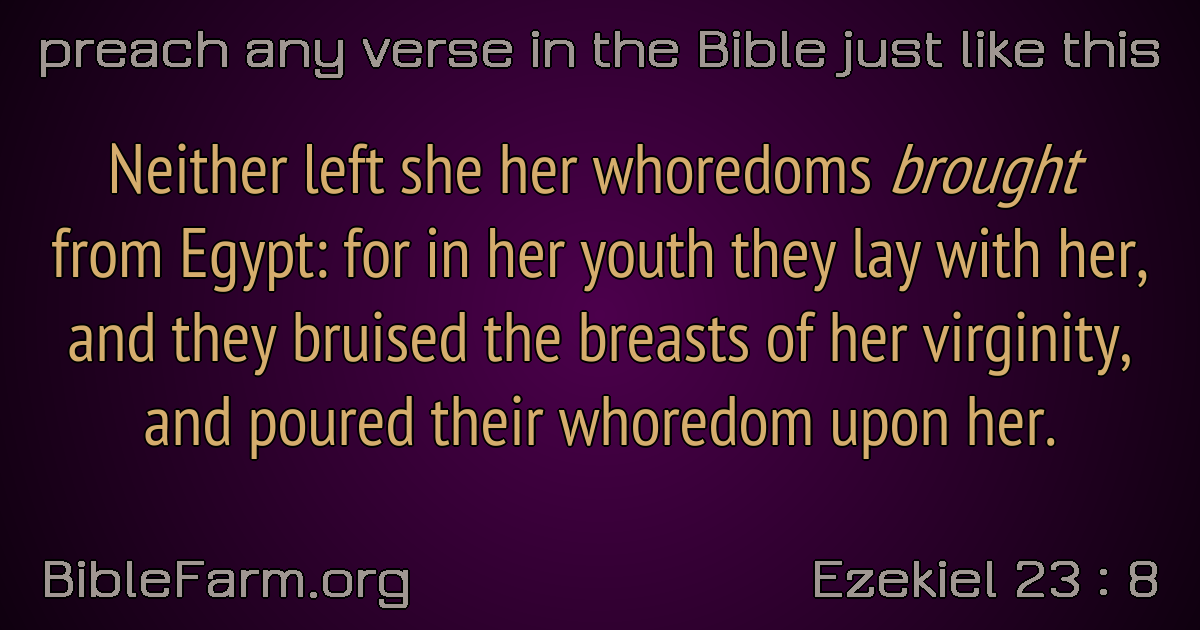 preach any verse in the Bible just like this
Neither left she her whoredoms brought
from Egypt: for in her youth they lay with her,
and they bruised the breasts of her virginity,
and poured their whoredom upon her.
BibleFarm.org
Ezekiel 23 : 8